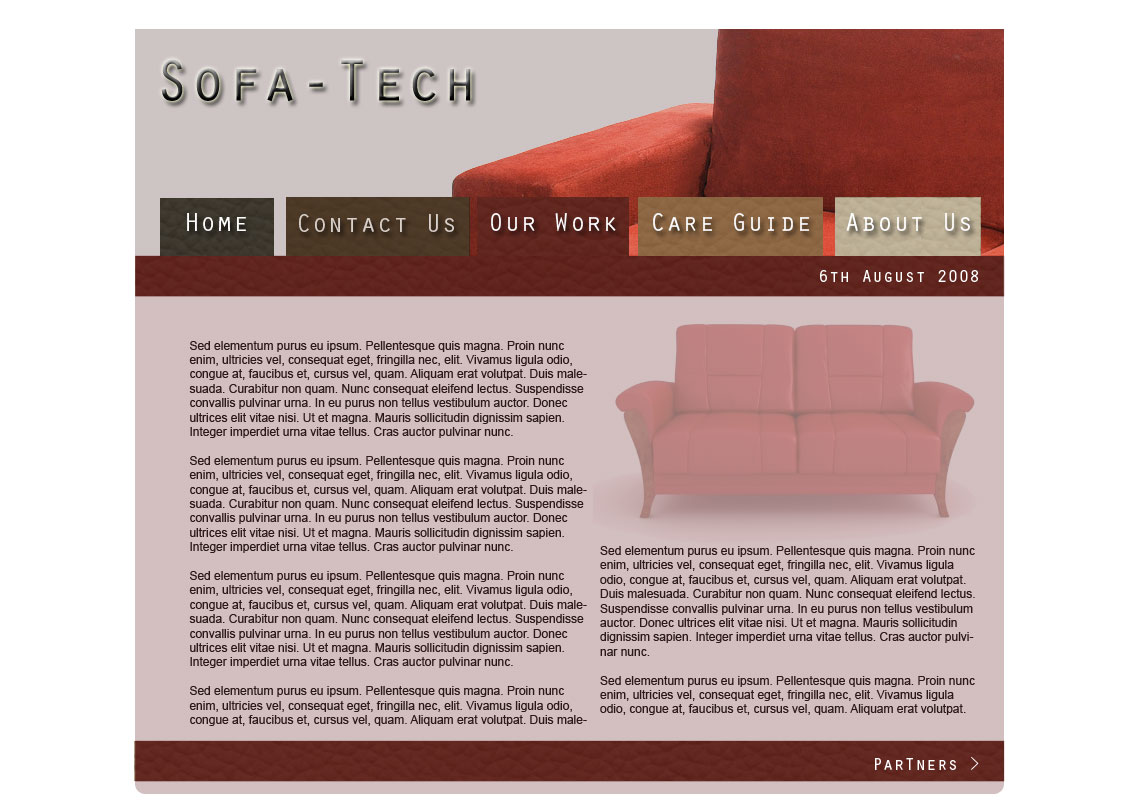 Sofa-Tech
Home
Contact Us
Our Work
Care Guide
About Us
6th August 2008
Sed elementum purus eu ipsum. Pellentesque quis magna. Proin nunc
enim, ultricies vel, consequat eget, fringilla nec, elit. Vivamus ligula odio,
congue at, faucibus et, cursus vel, quam. Aliquam erat volutpat. Duis male-
suada. Curabitur non quam. Nunc consequat eleifend lectus. Suspendisse
convallis pulvinar urna. In eu purus non tellus vestibulum auctor. Donec
ultrices elit vitae nisi. Ut et magna. Mauris sollicitudin dignissim sapien.
Integer imperdiet urna vitae tellus. Cras auctor pulvinar nunc.
Sed elementum purus eu ipsum. Pellentesque quis magna. Proin nunc
enim, ultricies vel, consequat eget, fringilla nec, elit. Vivamus ligula odio,
congue at, faucibus et, cursus vel, quam. Aliquam erat volutpat. Duis male-
suada. Curabitur non quam. Nunc consequat eleifend lectus. Suspendisse
convallis pulvinar urna. In eu purus non tellus vestibulum auctor. Donec
ultrices elit vitae nisi. Ut et magna. Mauris sollicitudin dignissim sapien.
Integer imperdiet urna vitae tellus. Cras auctor pulvinar nunc.
Sed elementum purus eu ipsum. Pellentesque quis magna. Proin nunc
enim, ultricies vel, consequat eget, fringilla nec, elit. Vivamus ligula odio,
congue at, faucibus et, cursus vel, quam. Aliquam erat volutpat. Duis male-
suada. Curabitur non quam. Nunc consequat eleifend lectus. Suspendisse
convallis pulvinar urna. In eu purus non tellus vestibulum auctor. Donec
ultrices elit vitae nisi. Ut et magna. Mauris sollicitudin dignissim sapien.
Integer imperdiet urna vitae tellus. Cras auctor pulvinar nunc.
Sed elementum purus eu ipsum. Pellentesque quis magna. Proin nunc
enim, ultricies vel, consequat eget, fringilla nec, elit. Vivamus ligula odio,
congue at, faucibus et, cursus vel, quam. Aliquam erat volutpat. Duis male-
Sed elementum purus eu ipsum. Pellentesque quis magna. Proin nunc
enim, ultricies vel, consequat eget, fringilla nec, elit. Vivamus ligula
odio, congue at, faucibus et, cursus vel, quam. Aliquam erat volutpat.
Duis malesuada. Curabitur non quam. Nunc consequat eleifend lectus.
Suspendisse convallis pulvinar urna. In eu purus non tellus vestibulum
auctor. Donec ultrices elit vitae nisi. Ut et magna. Mauris sollicitudin
dignissim sapien. Integer imperdiet urna vitae tellus. Cras auctor pulvi-
nar nunc.
Sed elementum purus eu ipsum. Pellentesque quis magna. Proin nunc
enim, ultricies vel, consequat eget, fringilla nec, elit. Vivamus ligula
odio, congue at, faucibus et, cursus vel, quam. Aliquam erat volutpat.
Partners >